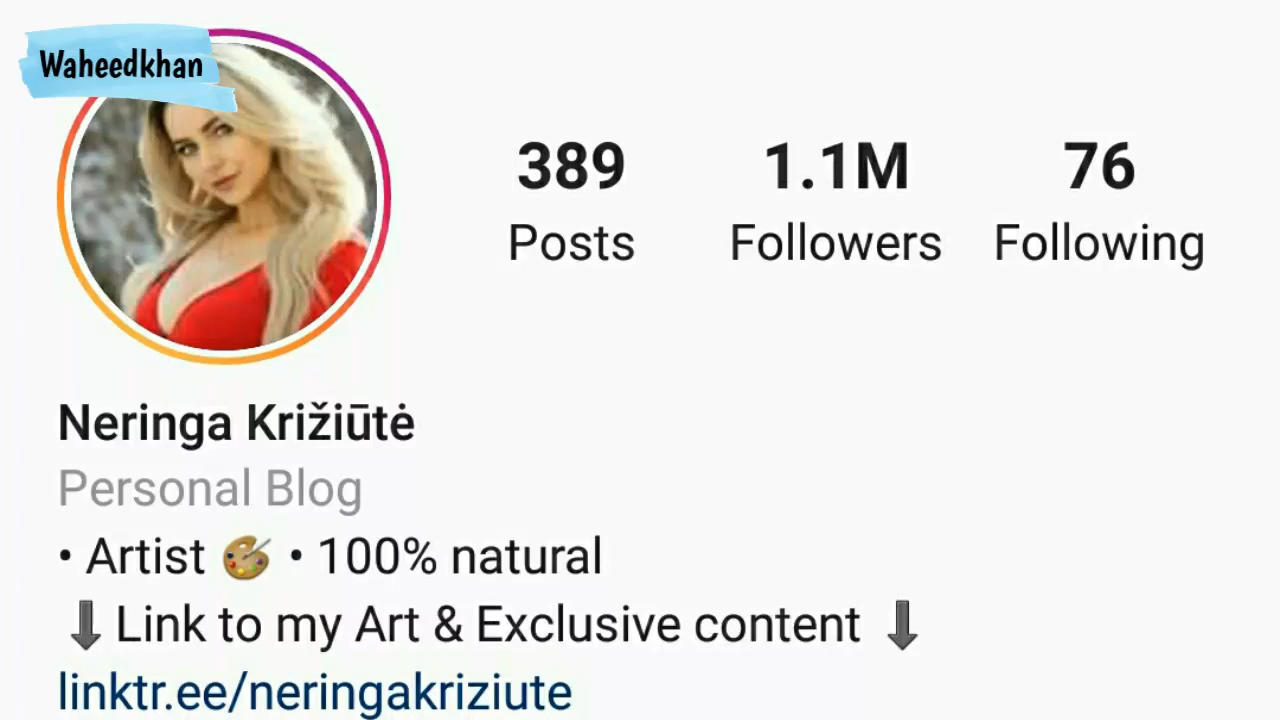 Waheedkhan
389 1.1M 76
Posts Followers Following
Neringa Križiūtė
Personal Blog
• Artist 🎨 • 100% natural
⬇Link to my Art & Exclusive content ⬇
linktr.ee/neringakriziute